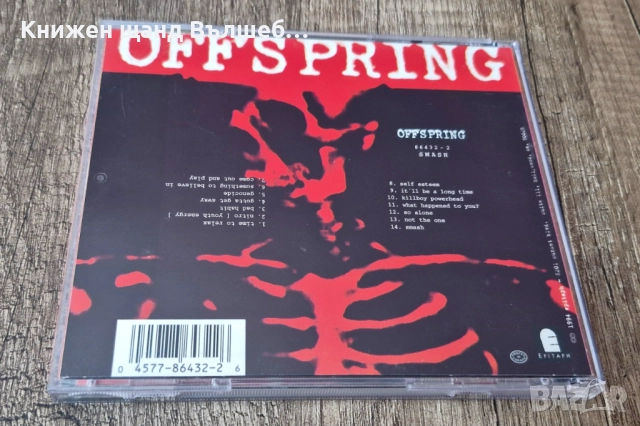 Книжен щанд Вълшеб...
OFFSPRING
OFFSPRING
86432-2
SMASH
1. time to relax
2. nitro ( youth energy )
3. bad habit
4. gotta get away
5. genocide
6. something to believe in
7. come out and play
8. self esteem
9. it'll be a long time
10. killboy powerhead
11. what happened to you?
12. so alone
13. not the one
14. smash
0 4577-86432-2 6
EPITAPH
1994 epitaph
BAZAR